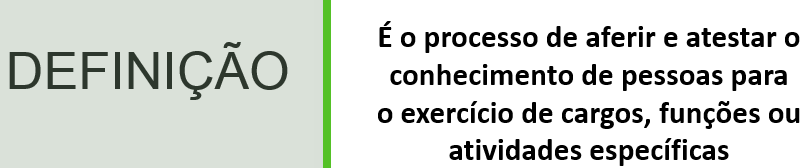 DEFINIÇÃO
É o processo de aferir e atestar o
conhecimento de pessoas para
o exercício de cargos, funções ou
atividades específicas